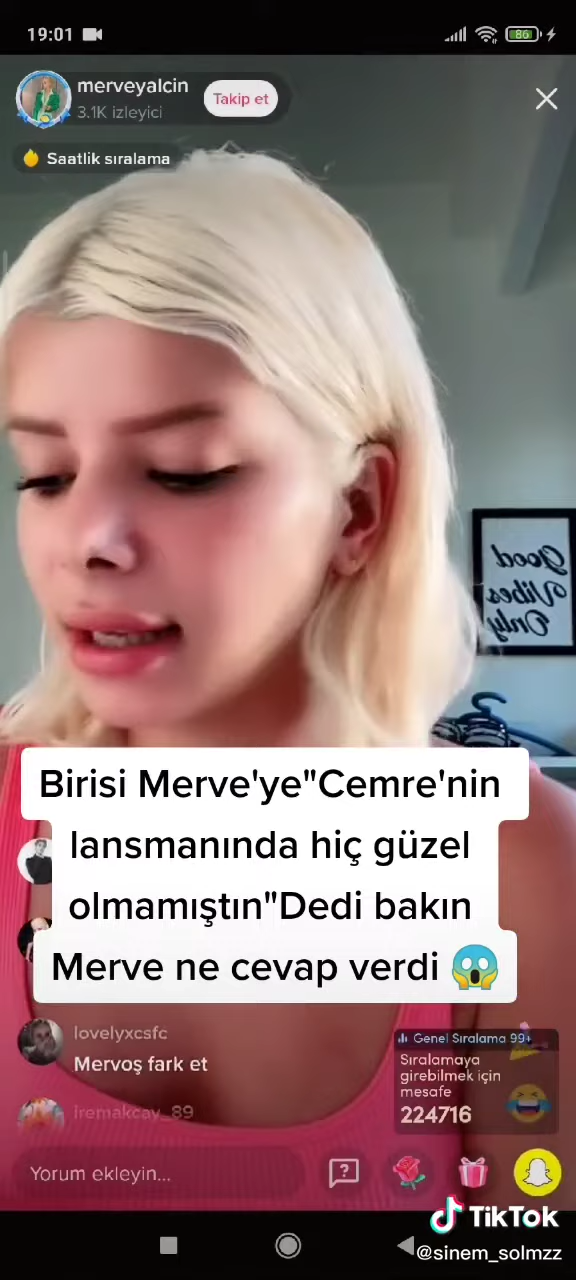 19:01
86
merveyalcin
3.1K izleyici
Takip et
Saatlik sıralama
Good
Vibes
Only
Birisi Merve'ye"Cemre'nin
lansmanında hiç güzel
olmamıştın"Dedi bakın
Merve ne cevap verdi 😱
lovelyxcsfc
Mervoş fark et
iremakcay_89
Genel Sıralama 99+
Sıralamaya
girebilmek için
mesafe
224716
Yorum ekleyin...
TikTok
@sinem_solmzz